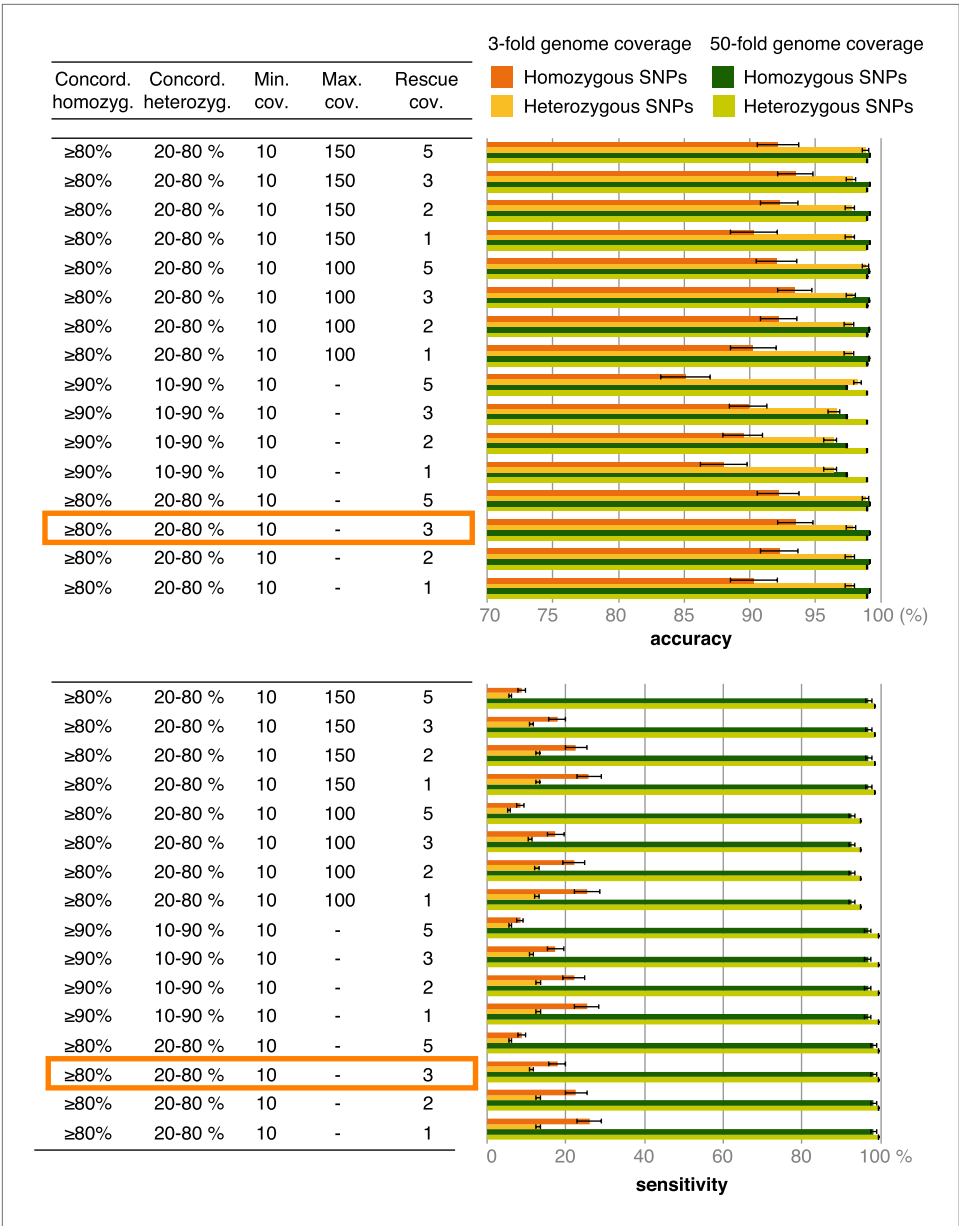 3-fold genome coverage 50-fold genome coverage
Homozygous SNPs Homozygous SNPs
Heterozygous SNPs Heterozygous SNPs
Concord. Concord. Min. Max. Rescue
homozyg. heterozyg. cov. cov. cov.
≥80% 20-80 % 10 150 5
≥80% 20-80 % 10 150 3
≥80% 20-80 % 10 150 2
≥80% 20-80 % 10 150 1
≥80% 20-80 % 10 100 5
≥80% 20-80 % 10 100 3
≥80% 20-80 % 10 100 2
≥80% 20-80 % 10 100 1
≥90% 10-90 % 10 - 5
≥90% 10-90 % 10 - 3
≥90% 10-90 % 10 - 2
≥90% 10-90 % 10 - 1
≥80% 20-80 % 10 - 5
≥80% 20-80 % 10 - 3
≥80% 20-80 % 10 - 2
≥80% 20-80 % 10 - 1
70 75 80 85 90 95 100 (%)
accuracy
≥80% 20-80 % 10 150 5
≥80% 20-80 % 10 150 3
≥80% 20-80 % 10 150 2
≥80% 20-80 % 10 150 1
≥80% 20-80 % 10 100 5
≥80% 20-80 % 10 100 3
≥80% 20-80 % 10 100 2
≥80% 20-80 % 10 100 1
≥90% 10-90 % 10 - 5
≥90% 10-90 % 10 - 3
≥90% 10-90 % 10 - 2
≥90% 10-90 % 10 - 1
≥80% 20-80 % 10 - 5
≥80% 20-80 % 10 - 3
≥80% 20-80 % 10 - 2
≥80% 20-80 % 10 - 1
0 20 40 60 80 100 %
sensitivity